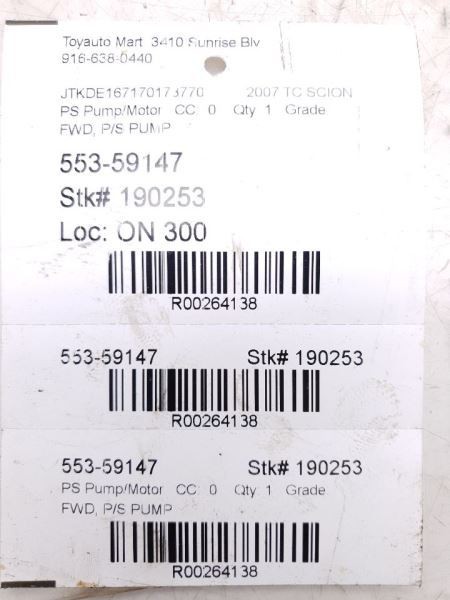 Toyauto Mart 3410 Sunrise Blv
916-638-0440
JTKDE167170173770 2007 TC SCION
PS Pump/Motor CC: 0 Qty: 1 Grade
FWD, P/S PUMP
553-59147
Stk# 190253
Loc: ON 300
R00264138
553-59147 Stk# 190253
R00264138
553-59147 Stk# 190253
PS Pump/Motor CC: 0 Qty: 1 Grade
FWD, P/S PUMP
R00264138